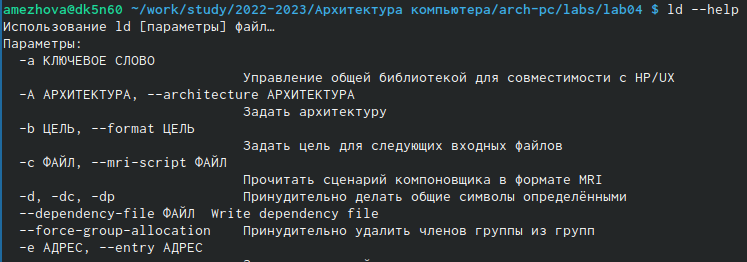 amezhova@dk5n60 ~/work/study/2022-2023/Архитектура компьютера/arch-pc/labs/lab04 $ ld --help
Использование ld [параметры] файл…
Параметры:
-a КЛЮЧЕВОЕ СЛОВО
Управление общей библиотекой для совместимости с HP/UX
-A АРХИТЕКТУРА, --architecture АРХИТЕКТУРА
Задать архитектуру
-b ЦЕЛЬ, --format ЦЕЛЬ
Задать цель для следующих входных файлов
-c ФАЙЛ, --mri-script ФАЙЛ
Прочитать сценарий компоновщика в формате MRI
-d, -dc, -dp Принудительно делать общие символы определёнными
--dependency-file ФАЙЛ Write dependency file
--force-group-allocation Принудительно удалить членов группы из групп
-e АДРЕС, --entry АДРЕС